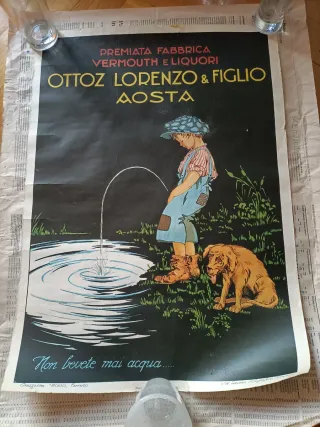 PREMIATA FABBRICA
VERMOUTH E LIQUORI
OTTOZ LORENZO & FIGLIO
AOSTA
Non bevete mai acqua.....